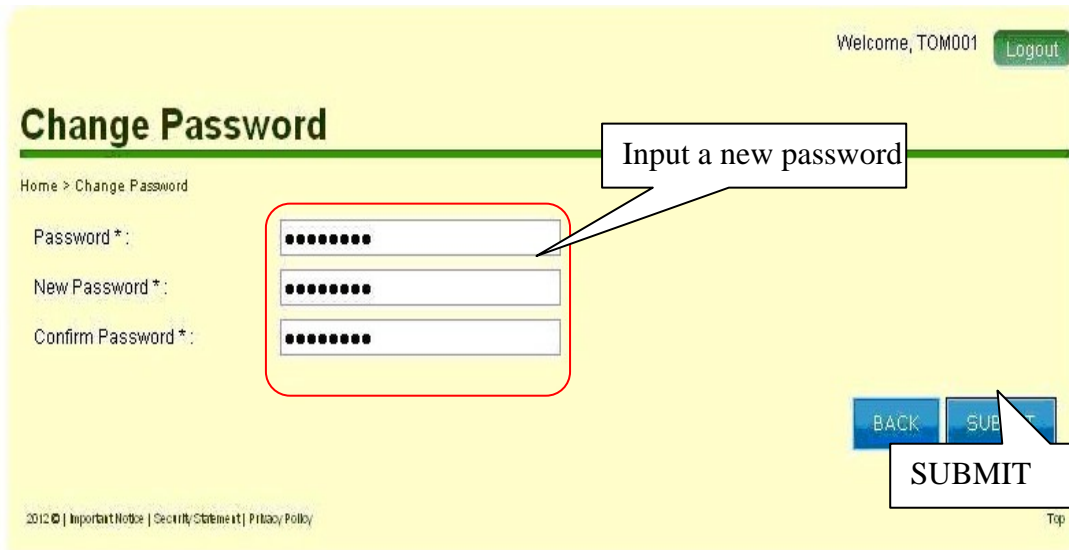 Welcome, TOM001 Logout
Change Password
Input a new password
Home > Change Password
Password * : ●●●●●●●●
New Password * : ●●●●●●●●
Confirm Password * : ●●●●●●●●
BACK
SUBMIT
2012 © | Important Notice | Security Statement | Privacy Policy Top